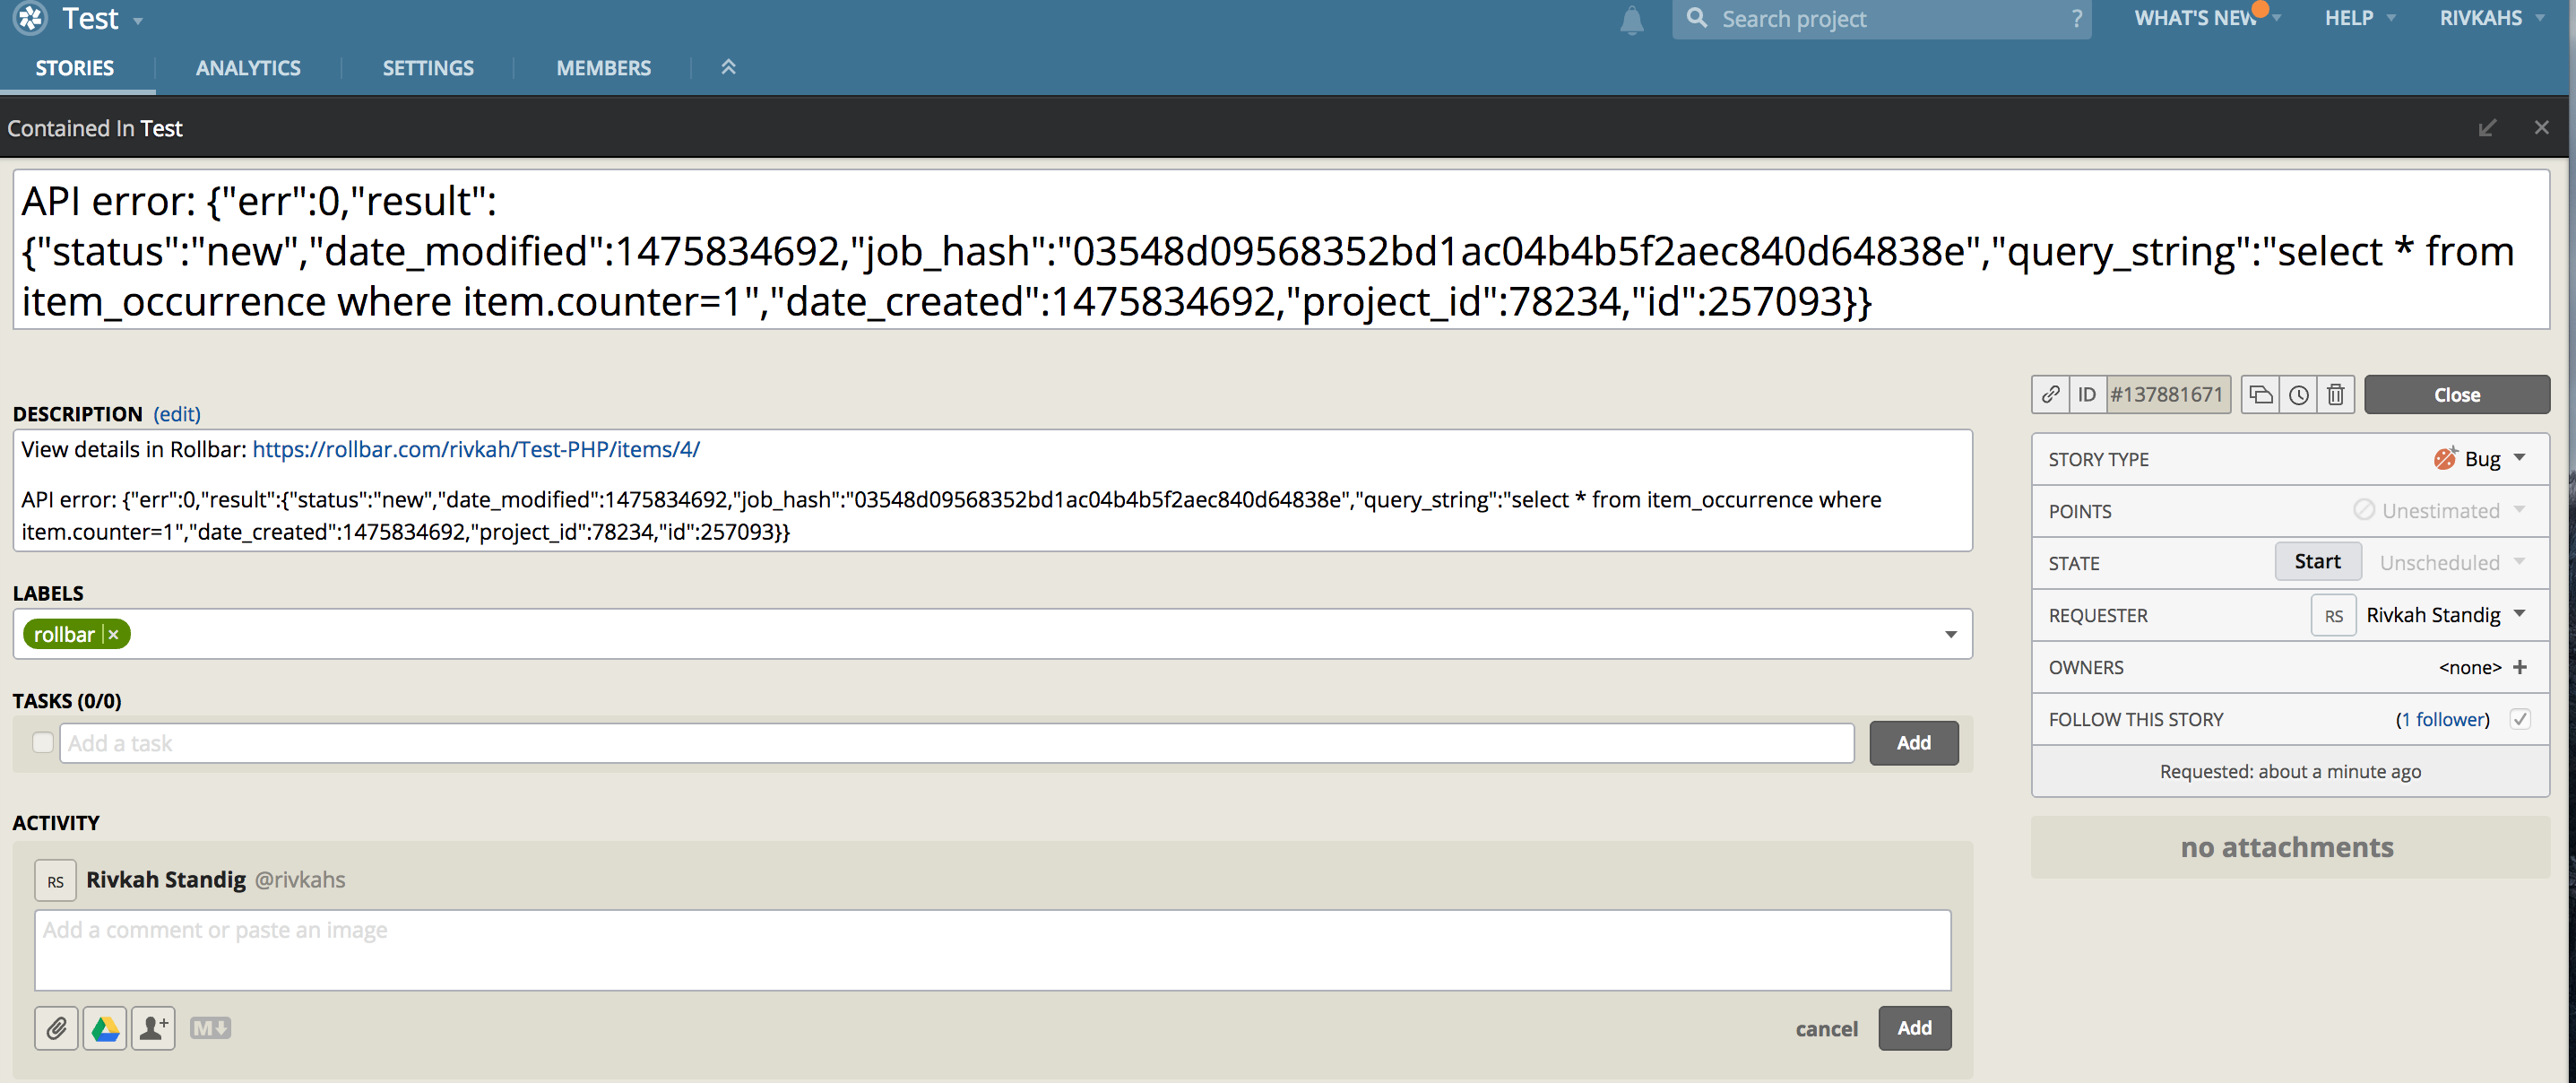 Test
Search project ?
WHAT'S NEW
HELP
RIVKAHS
STORIES ANALYTICS SETTINGS MEMBERS
Contained In Test
API error: {"err":0,"result":
{"status":"new","date_modified":1475834692,"job_hash":"03548d09568352bd1ac04b4b5f2aec840d64838e","query_string":"select * from
item_occurrence where item.counter=1","date_created":1475834692,"project_id":78234,"id":257093}}
ID #137881671
Close
DESCRIPTION (edit)
View details in Rollbar: https://rollbar.com/rivkah/Test-PHP/items/4/
API error: {"err":0,"result":{"status":"new","date_modified":1475834692,"job_hash":"03548d09568352bd1ac04b4b5f2aec840d64838e","query_string":"select * from item_occurrence where
item.counter=1","date_created":1475834692,"project_id":78234,"id":257093}}
STORY TYPE Bug
POINTS Unestimated
STATE Start Unscheduled
REQUESTER RS Rivkah Standig
OWNERS <none> +
FOLLOW THIS STORY (1 follower)
Requested: about a minute ago
no attachments
LABELS
rollbar ×
TASKS (0/0)
Add a task
Add
ACTIVITY
RS Rivkah Standig @rivkahs
Add a comment or paste an image
M
cancel Add